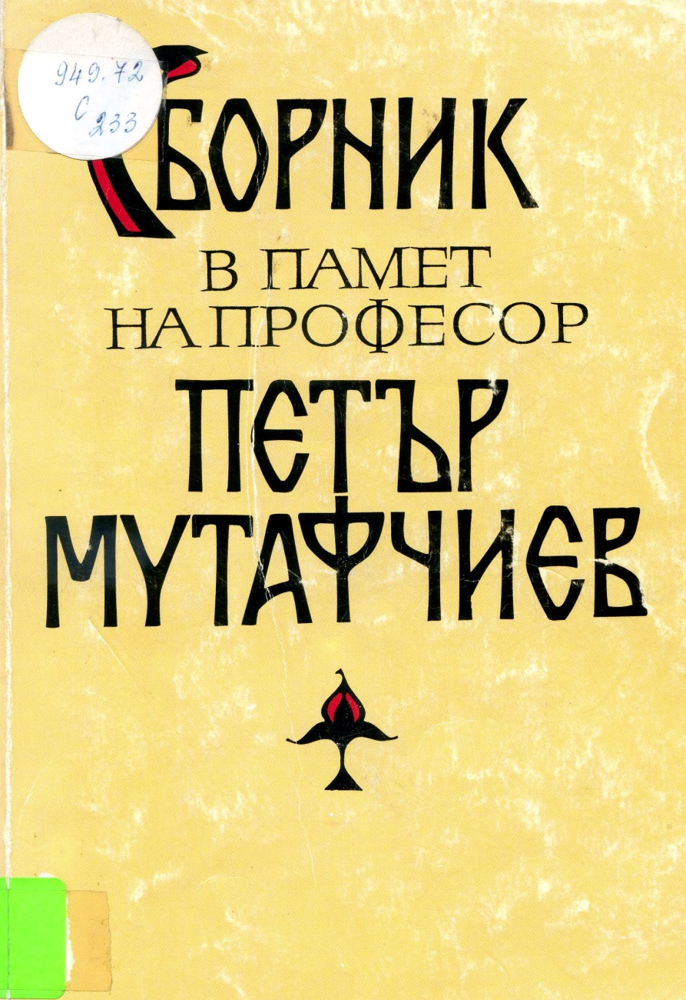 949.72
С
233
СБОРНИК
В ПАМЕТ
НА ПРОФЕСОР
ПЕТЪР
МУТАФЧИЕВ